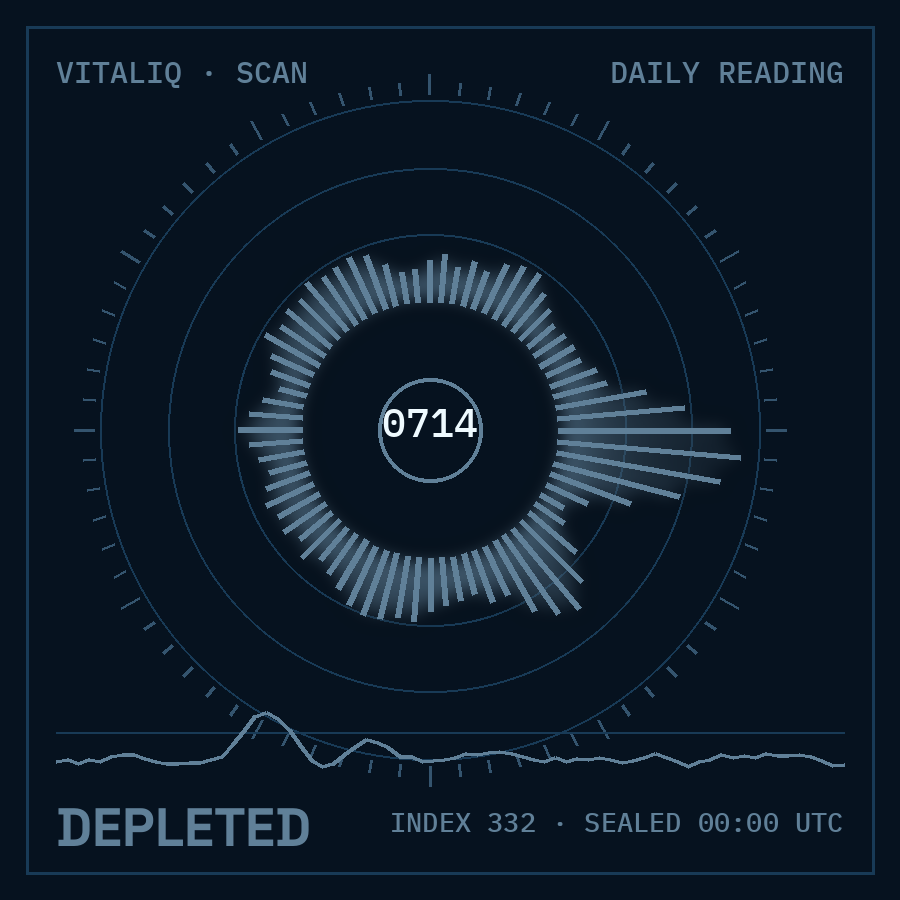 VITALIQ · SCAN
DAILY READING
0714
DEPLETED
INDEX 332 · SEALED 00:00 UTC